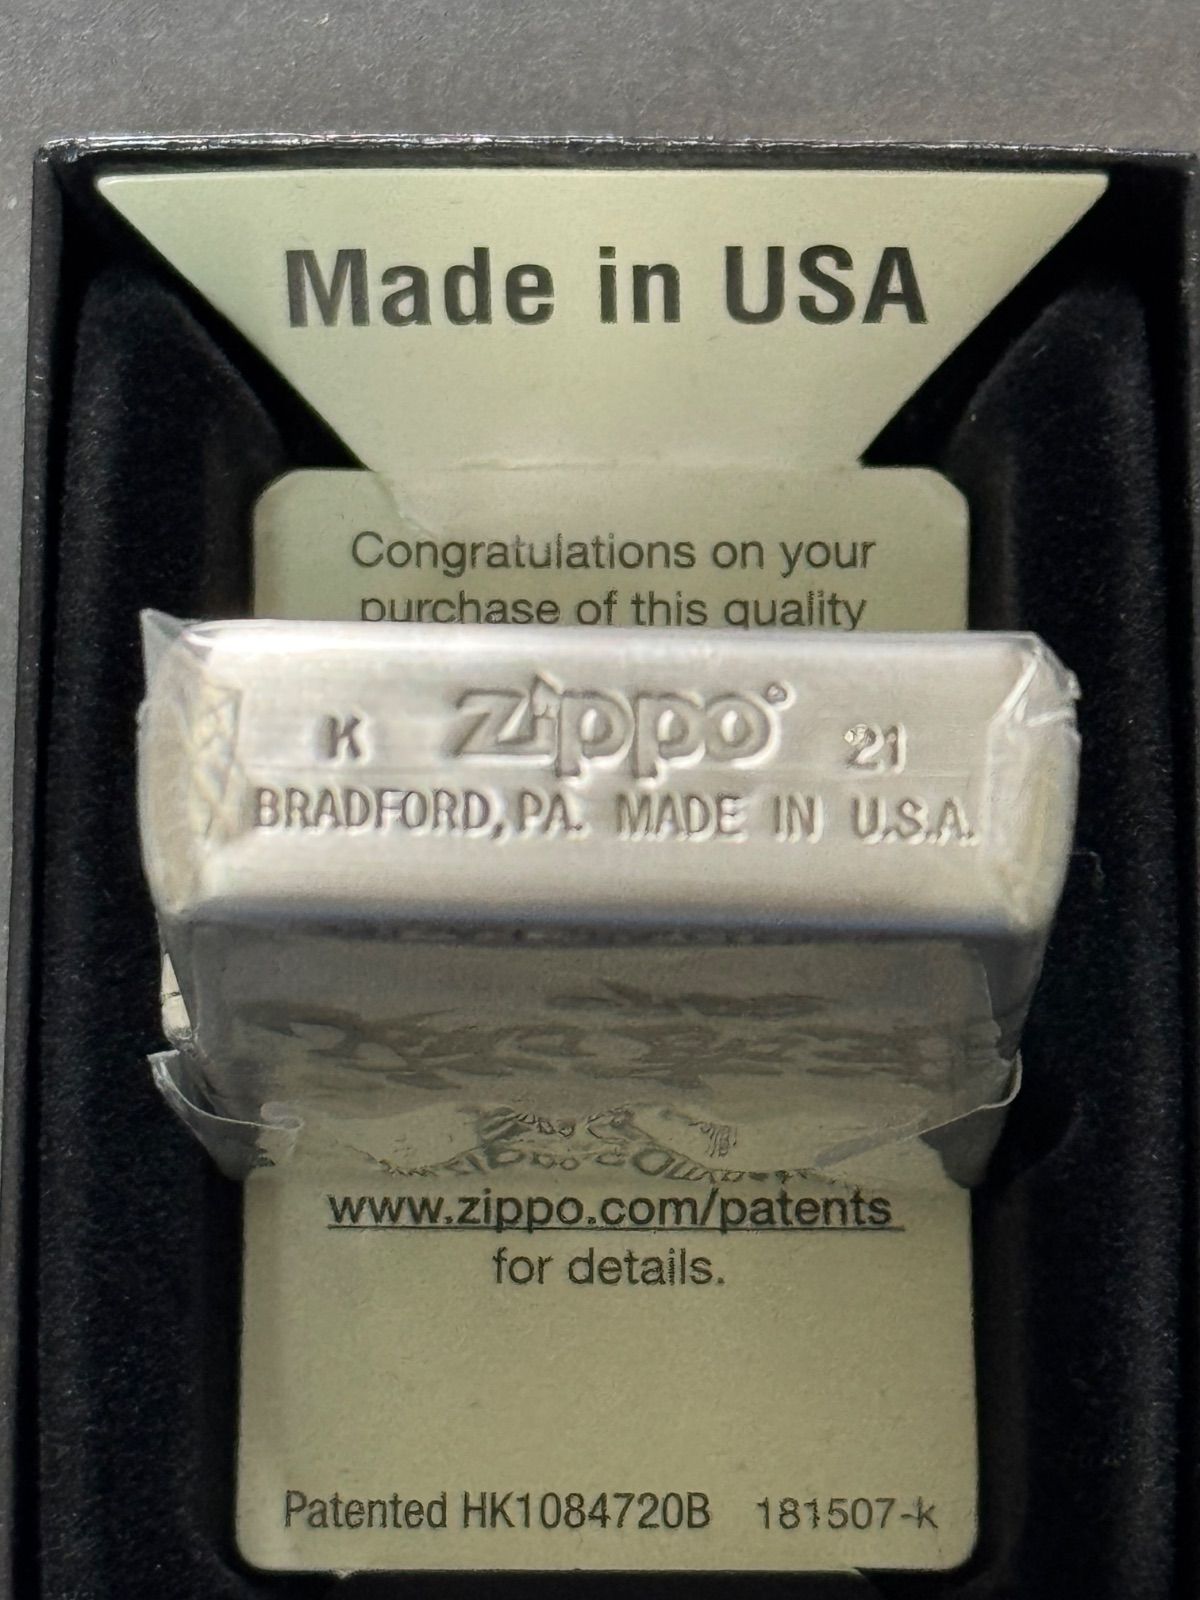 Made in USA
Congratulations on your
purchase of this quality
K zippo 21
BRADFORD, PA. MADE IN U.S.A.
www.zippo.com/patents
for details.
Patented HK1084720B 181507-k